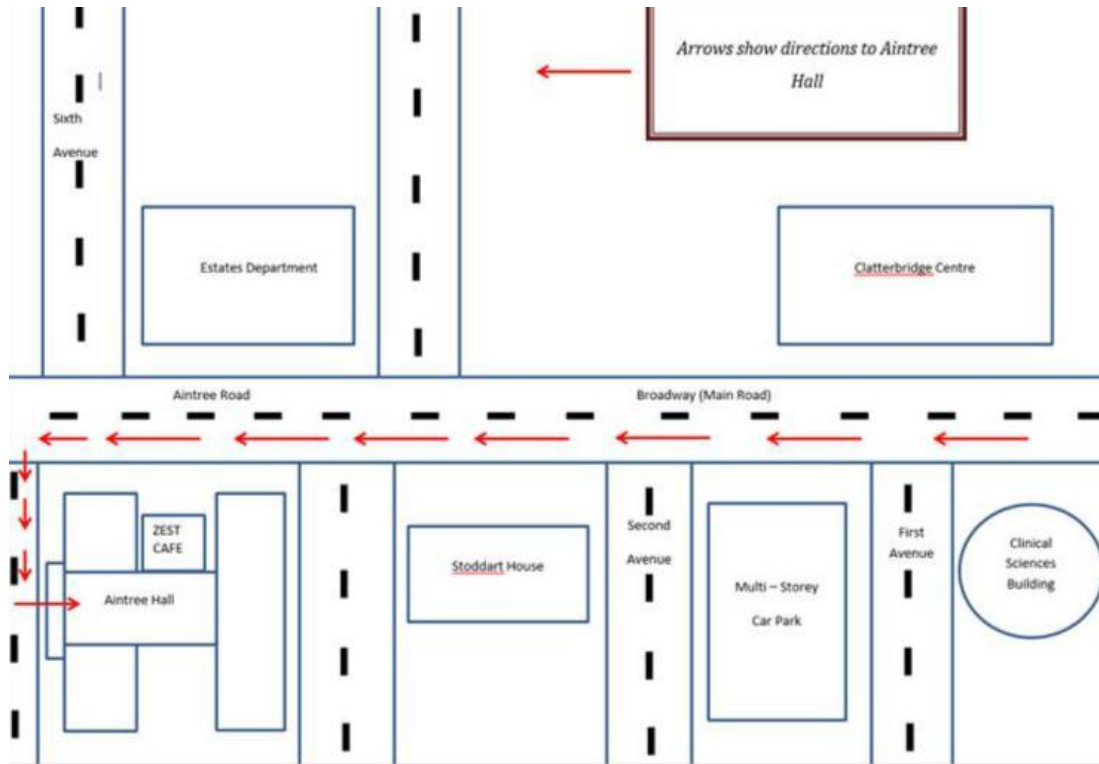 Arrows show directions to Aintree
Hall
Sixth
Avenue
Estates Department
Clatterbridge Centre
Aintree Road
Broadway (Main Road)
ZEST
CAFE
Aintree Hall
Stoddart House
Second
Avenue
Multi – Storey
Car Park
First
Avenue
Clinical
Sciences
Building